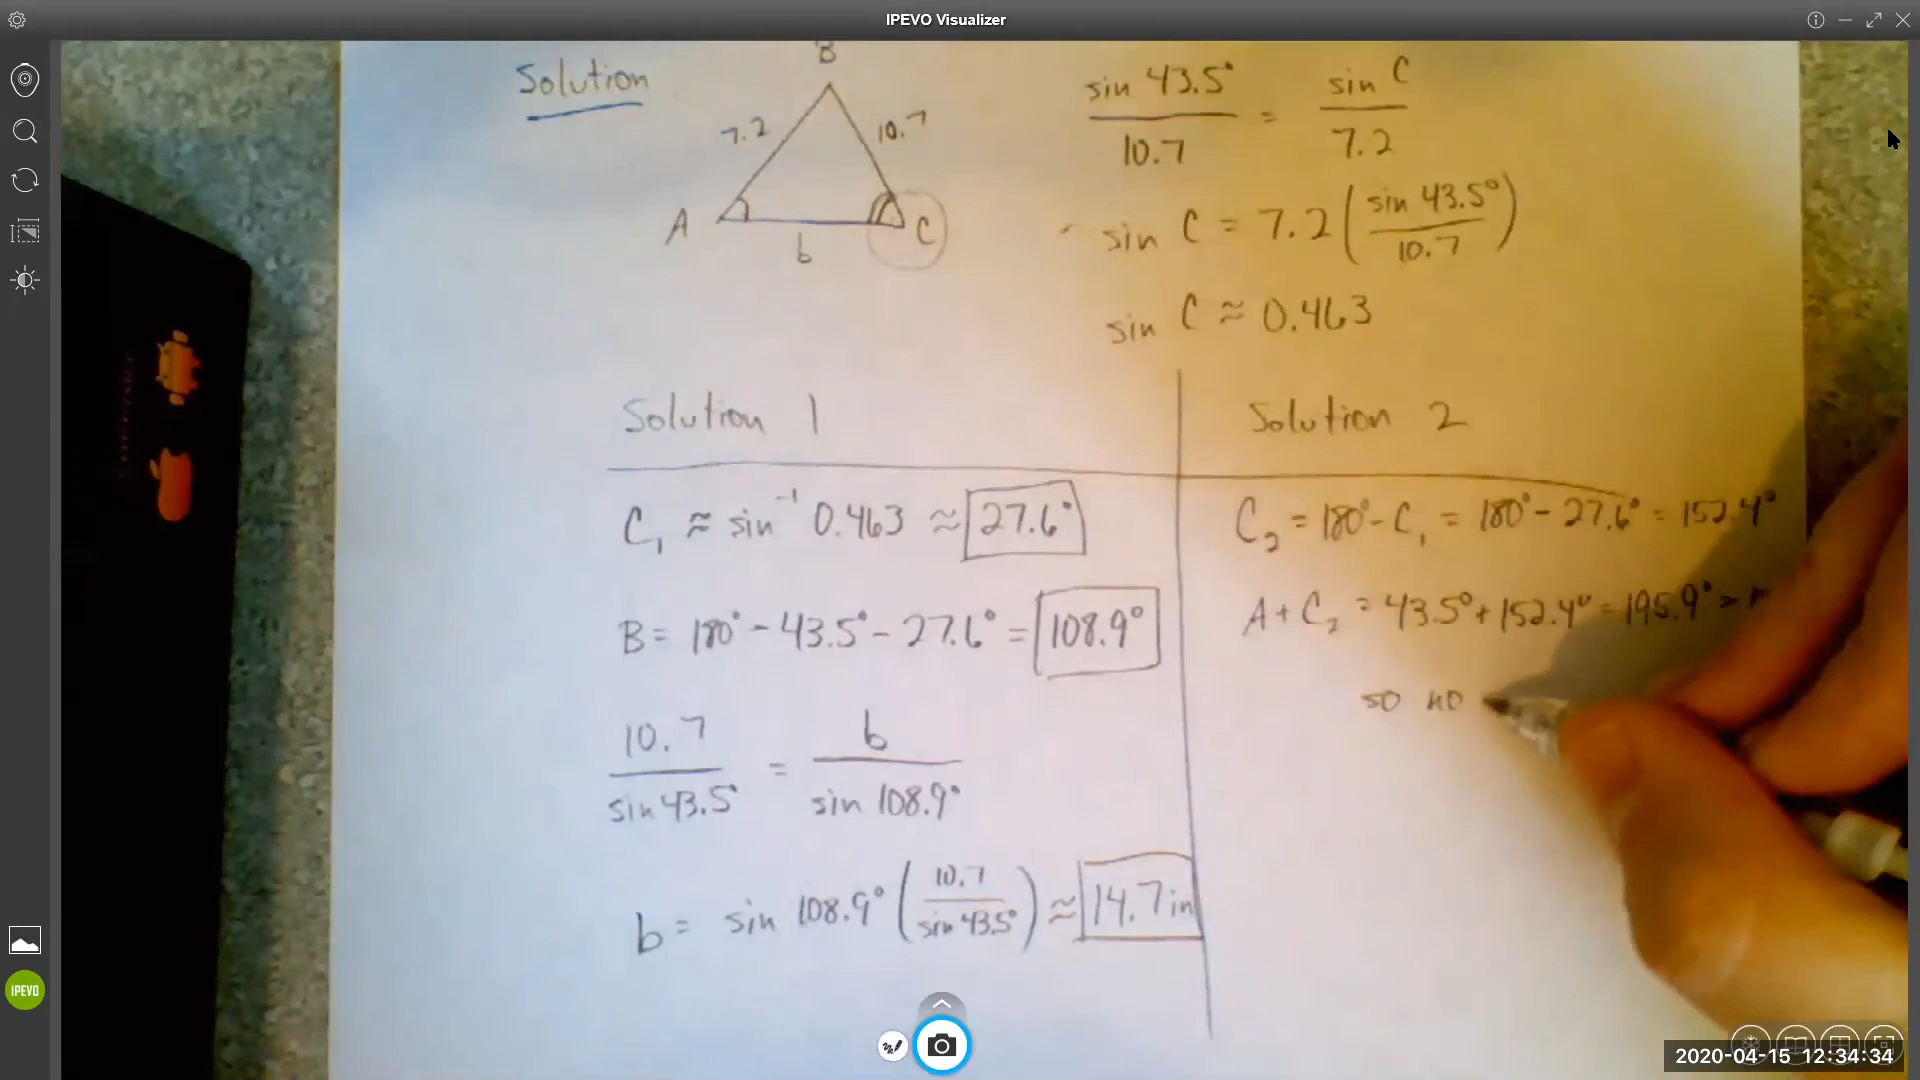 IPEVO Visualizer
Solution
B
7.2
10.7
A
b
C
sin 43.5° / 10.7 = sin C / 7.2
sin C = 7.2 ( sin 43.5° / 10.7 )
sin C ≈ 0.463
Solution 1
C₁ ≈ sin⁻¹ 0.463 ≈ 27.6°
B = 180° - 43.5° - 27.6° = 108.9°
10.7 / sin 43.5° = b / sin 108.9°
b = sin 108.9° ( 10.7 / sin 43.5° ) ≈ 14.7 in
Solution 2
C₂ = 180° - C₁ = 180° - 27.6° = 152.4°
A + C₂ = 43.5° + 152.4° = 195.9° >
so no
IPEVO
2020-04-15 12:34:34